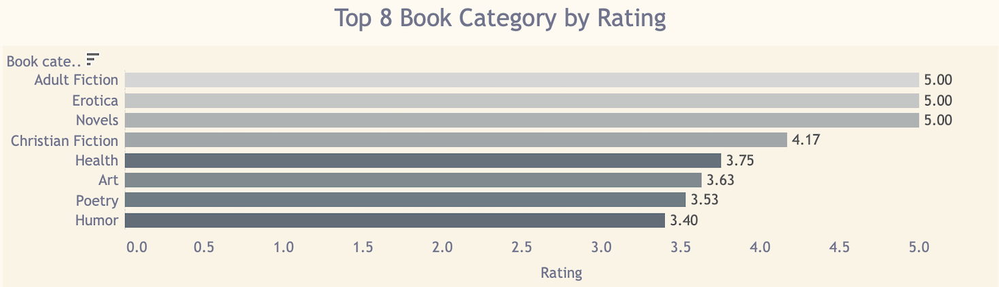 Top 8 Book Category by Rating
Book cate..
Adult Fiction 5.00
Erotica 5.00
Novels 5.00
Christian Fiction 4.17
Health 3.75
Art 3.63
Poetry 3.53
Humor 3.40
0.0 0.5 1.0 1.5 2.0 2.5 3.0 3.5 4.0 4.5 5.0
Rating